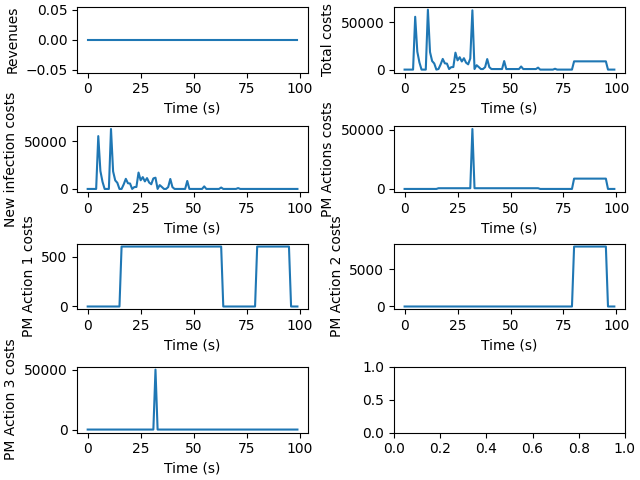 Revenues
0.05
0.00
−0.05
0 25 50 75 100
Time (s)
Total costs
50000
0
0 25 50 75 100
Time (s)
New infection costs
50000
0
0 25 50 75 100
Time (s)
PM Actions costs
50000
0
0 25 50 75 100
Time (s)
PM Action 1 costs
500
0
0 25 50 75 100
Time (s)
PM Action 2 costs
5000
0
0 25 50 75 100
Time (s)
PM Action 3 costs
50000
0
0 25 50 75 100
Time (s)
1.0
0.5
0.0
0.0 0.2 0.4 0.6 0.8 1.0